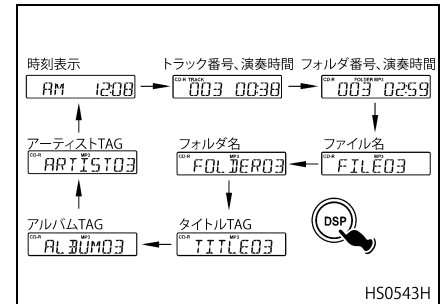 時刻表示
AM 12:08
トラック番号、演奏時間
CD-R TRACK
003 00:38
フォルダ番号、演奏時間
CD-R FOLDER MP3
003 02:59
ファイル名
CD-R MP3
FILE03
フォルダ名
CD-R MP3
FOLDER03
タイトルTAG
CD-R MP3
TITLE03
アルバムTAG
CD-R MP3
ALBUM03
アーティストTAG
CD-R MP3
ARTIST03
DSP
HS0543H